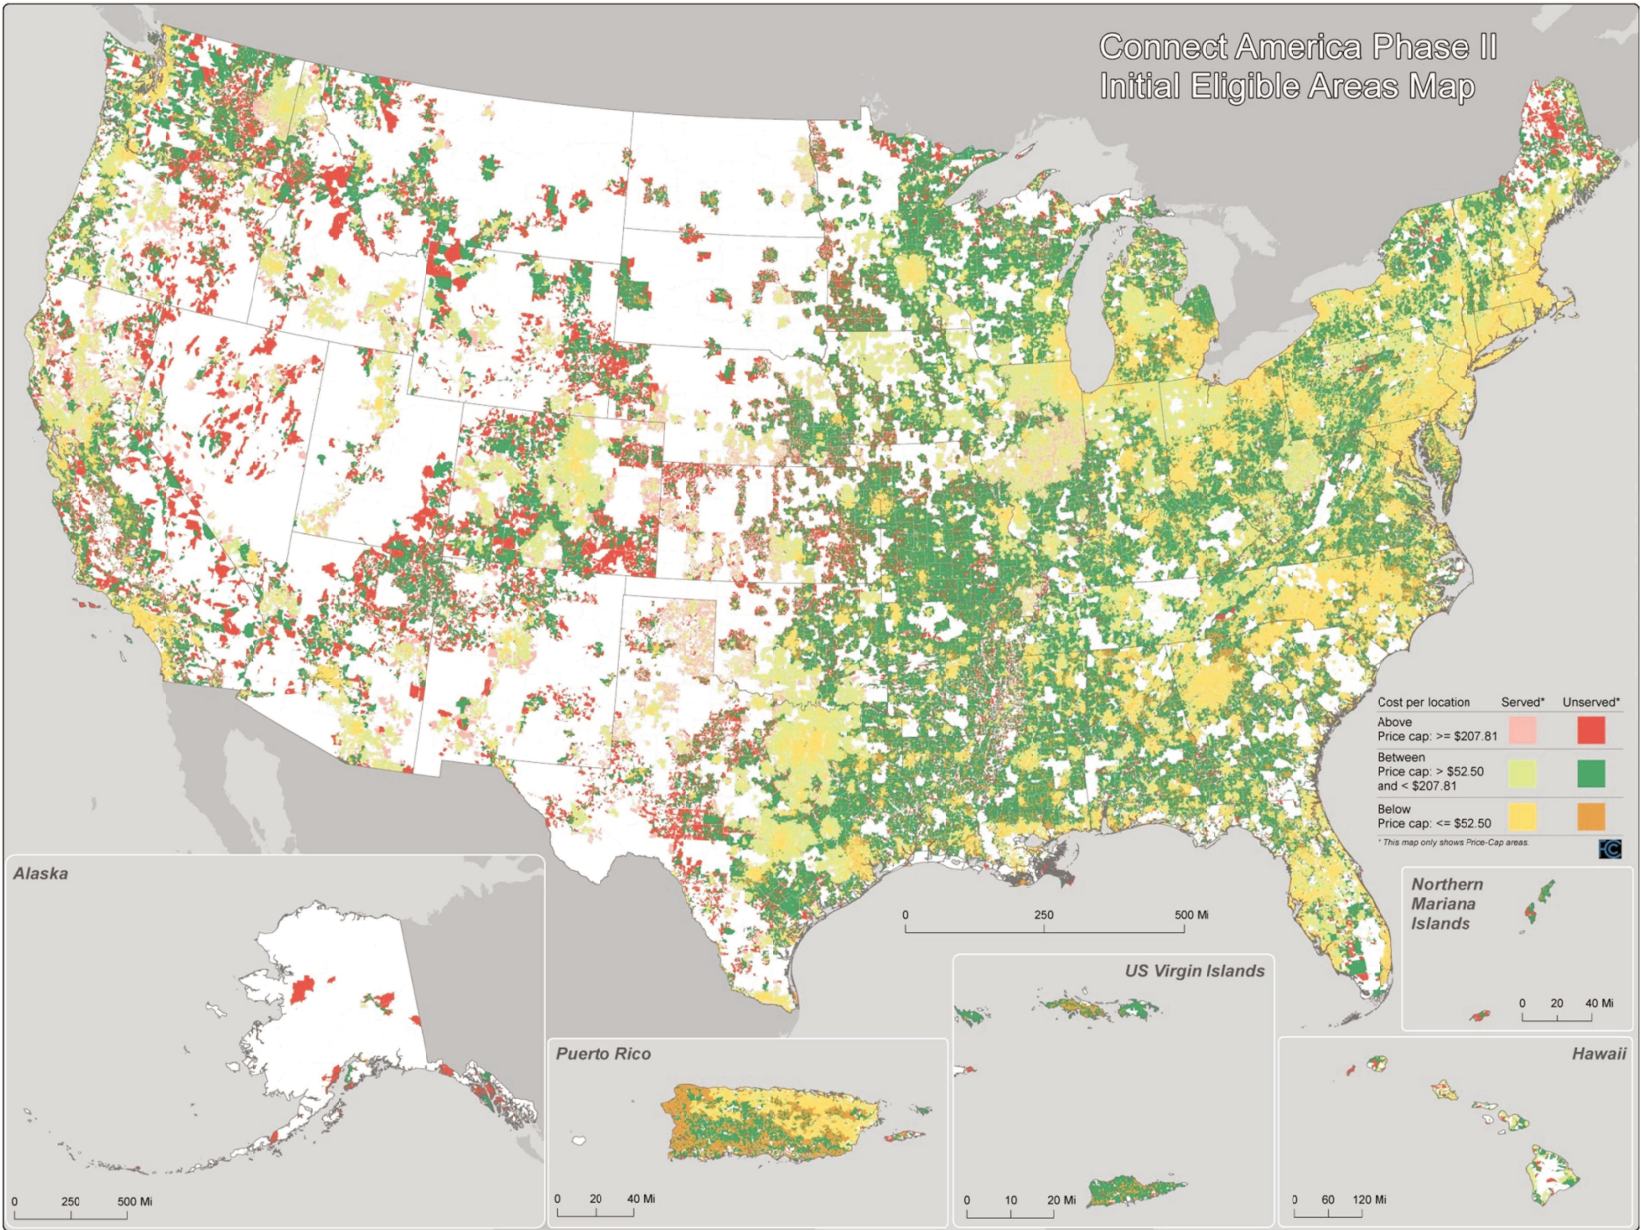 Connect America Phase II
Initial Eligible Areas Map
Cost per location Served* Unserved*
Above
Price cap: >= $207.81
Between
Price cap: > $52.50
and < $207.81
Below
Price cap: <= $52.50
* This map only shows Price-Cap areas.
FC
0 250 500 Mi
Alaska
0 250 500 Mi
Puerto Rico
0 20 40 Mi
US Virgin Islands
0 10 20 Mi
Northern
Mariana
Islands
0 20 40 Mi
Hawaii
0 60 120 Mi